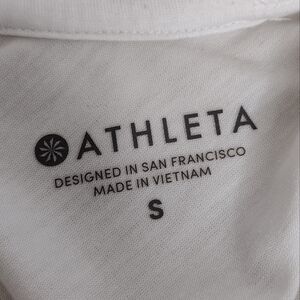 ATHLETA
DESIGNED IN SAN FRANCISCO
MADE IN VIETNAM
S